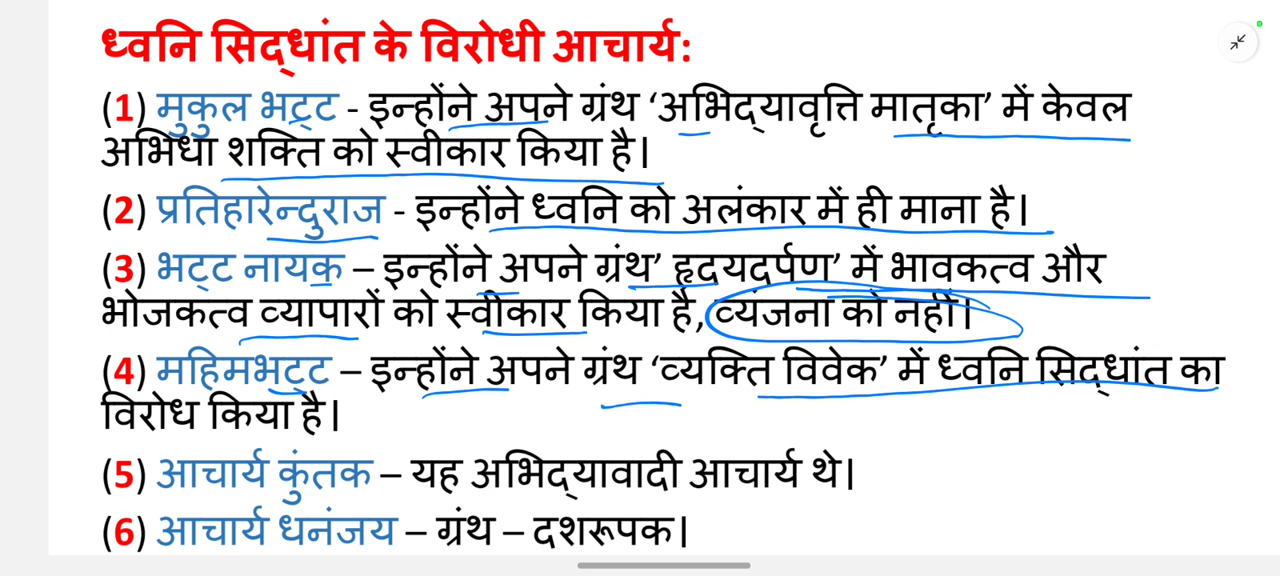 ध्वनि सिद्धांत के विरोधी आचार्य:
(1) मुकुल भट्ट - इन्होंने अपने ग्रंथ ‘अभिद्यावृत्ति मातृका’ में केवल
अभिधा शक्ति को स्वीकार किया है।
(2) प्रतिहारेन्दुराज - इन्होंने ध्वनि को अलंकार में ही माना है।
(3) भट्ट नायक – इन्होंने अपने ग्रंथ’ हृदयदर्पण’ में भावकत्व और
भोजकत्व व्यापारों को स्वीकार किया है, व्यंजना को नहीं।
(4) महिमभट्ट – इन्होंने अपने ग्रंथ ‘व्यक्ति विवेक’ में ध्वनि सिद्धांत का
विरोध किया है।
(5) आचार्य कुंतक – यह अभिद्यावादी आचार्य थे।
(6) आचार्य धनंजय – ग्रंथ – दशरूपक।